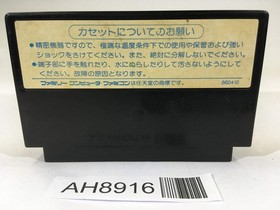 カセットについてのお願い
●精密機器ですので、極端な温度条件下での使用や保管および強い
ショックをさけてください。また、絶対に分解しないでください。
●端子部に手を触れたり、水にぬらしたりして汚さないようにして
ください。故障の原因となります。
ファミリーコンピュータ ファミコンは任天堂の商標です。
AH8916